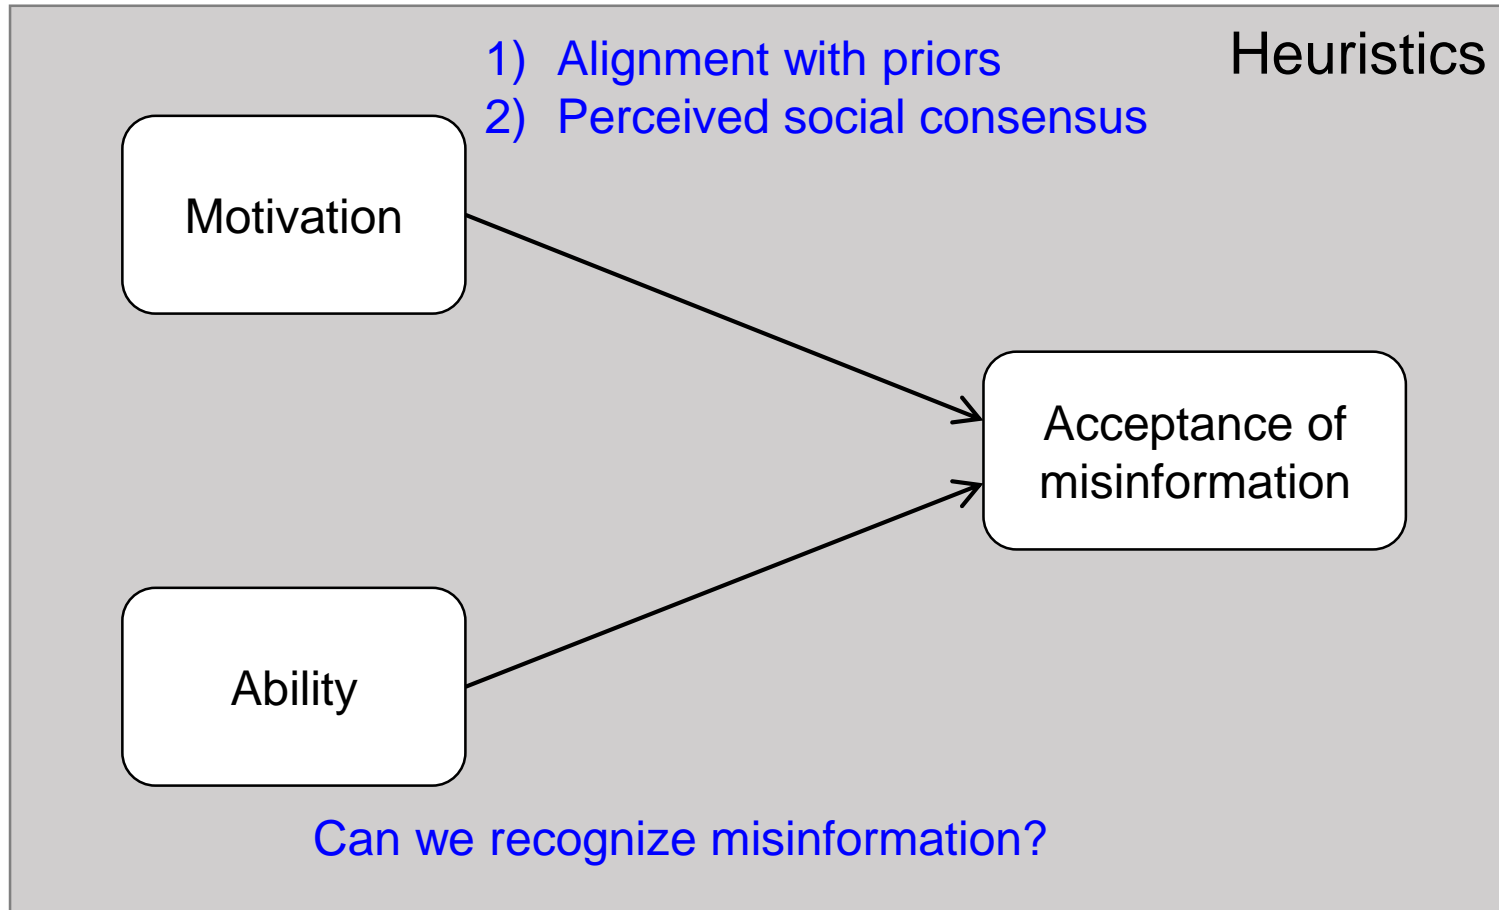 Heuristics
1) Alignment with priors
2) Perceived social consensus
Motivation
Acceptance of
misinformation
Ability
Can we recognize misinformation?